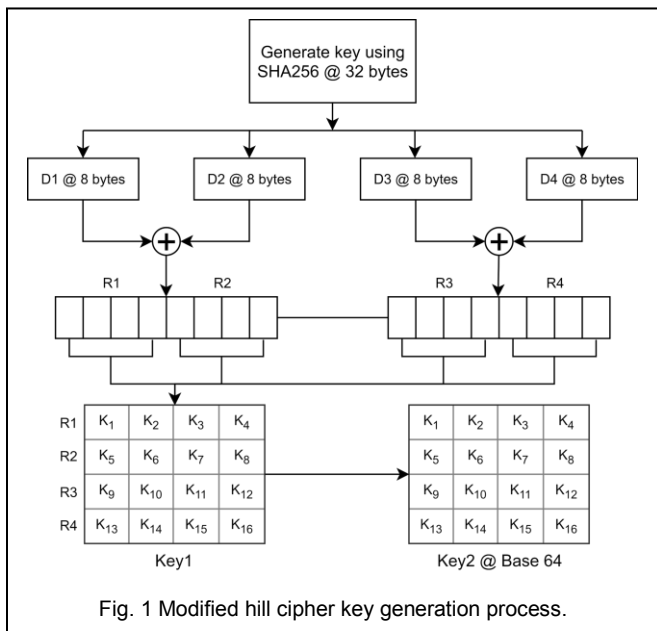 Generate key using
SHA256 @ 32 bytes
D1 @ 8 bytes
D2 @ 8 bytes
D3 @ 8 bytes
D4 @ 8 bytes
R1 R2 R3 R4
R1 K₁ K₂ K₃ K₄
R2 K₅ K₆ K₇ K₈
R3 K₉ K₁₀ K₁₁ K₁₂
R4 K₁₃ K₁₄ K₁₅ K₁₆
Key1
K₁ K₂ K₃ K₄
K₅ K₆ K₇ K₈
K₉ K₁₀ K₁₁ K₁₂
K₁₃ K₁₄ K₁₅ K₁₆
Key2 @ Base 64
Fig. 1 Modified hill cipher key generation process.